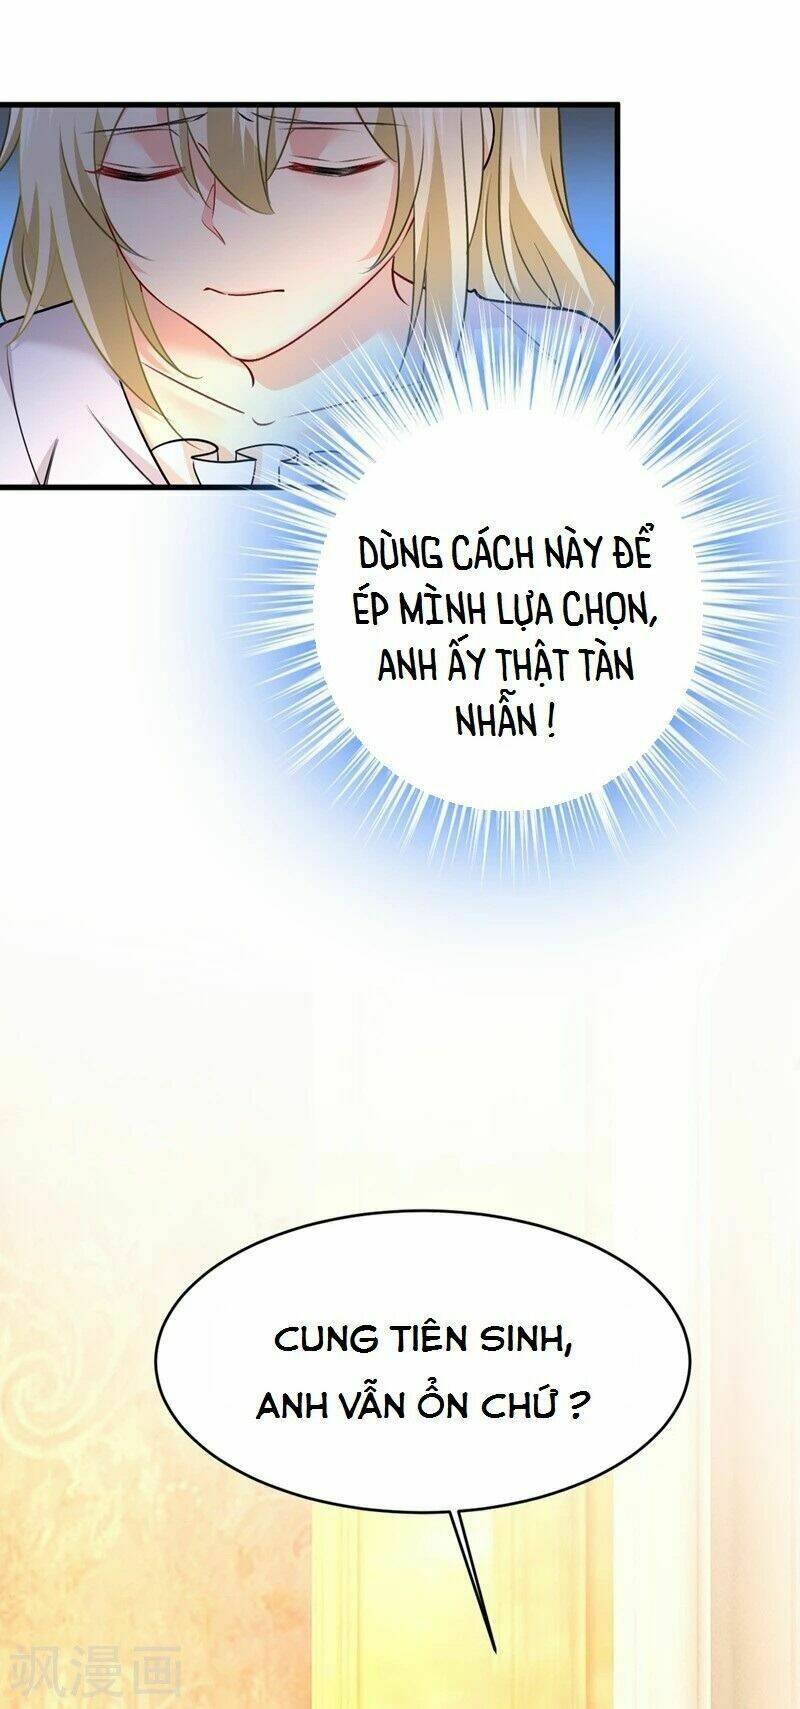 DÙNG CÁCH NÀY ĐỂ
ÉP MÌNH LỰA CHỌN,
ANH ẤY THẬT TÀN
NHẪN !
CUNG TIÊN SINH,
ANH VẪN ỔN CHỨ ?
飒漫画